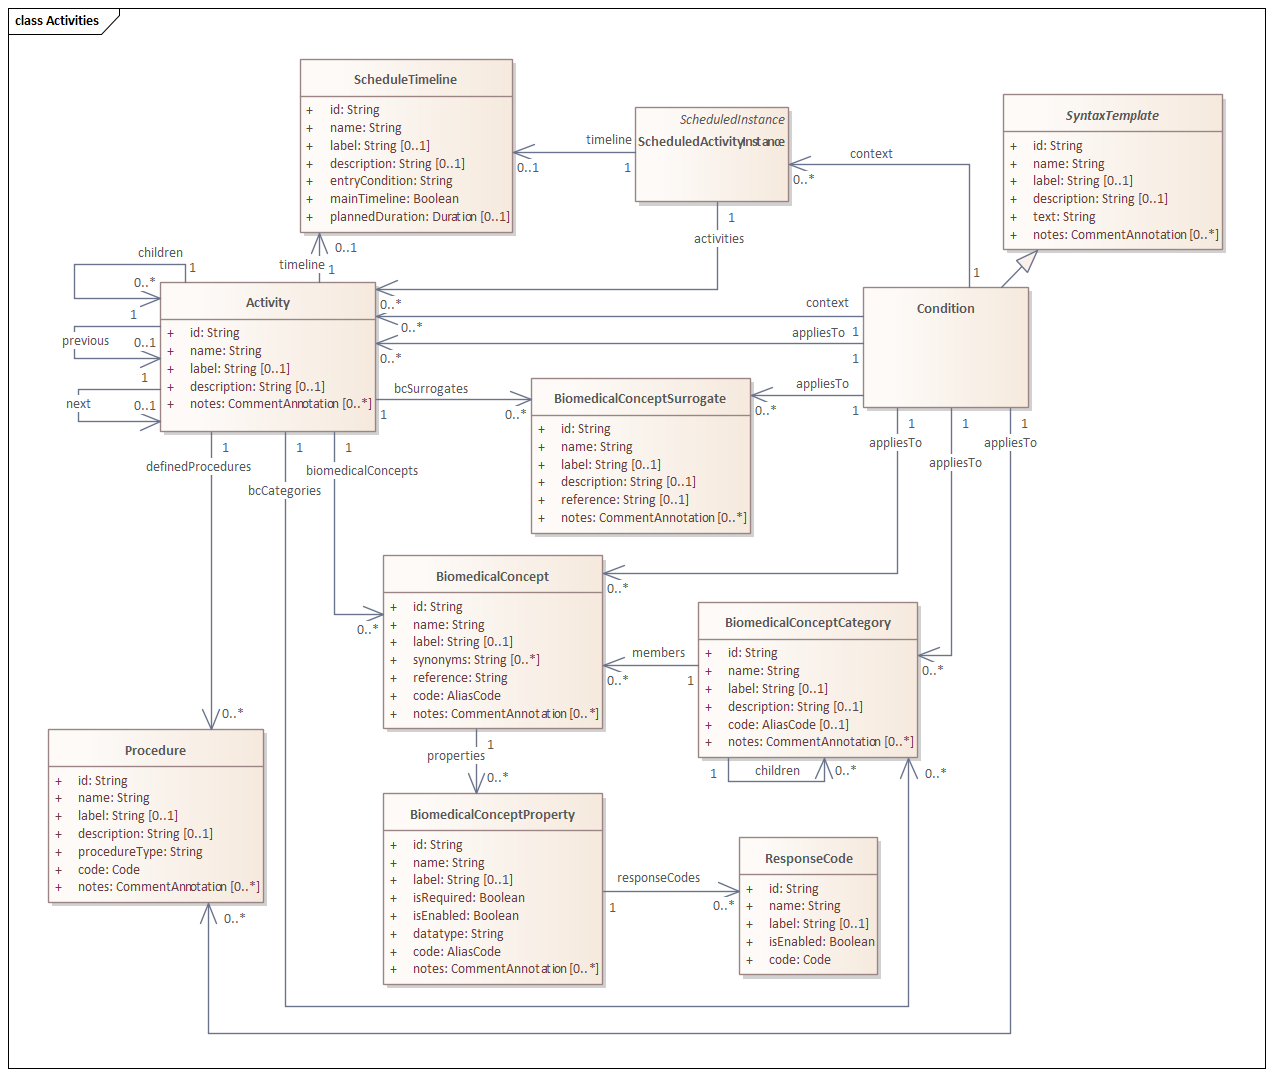 class Activities
ScheduleTimeline
+ id: String
+ name: String
+ label: String [0..1]
+ description: String [0..1]
+ entryCondition: String
+ mainTimeline: Boolean
+ plannedDuration: Duration [0..1]
ScheduledInstance
ScheduledActivityInstance
SyntaxTemplate
+ id: String
+ name: String
+ label: String [0..1]
+ description: String [0..1]
+ text: String
+ notes: CommentAnnotation [0..*]
timeline
0..1
1
context
0..*
1
1
activities
0..*
children
1
0..*
timeline
0..1
1
Activity
+ id: String
+ name: String
+ label: String [0..1]
+ description: String [0..1]
+ notes: CommentAnnotation [0..*]
1
previous
0..1
1
next
0..1
Condition
context
0..*
1
appliesTo
0..*
1
bcSurrogates
1
0..*
appliesTo
0..*
1
BiomedicalConceptSurrogate
+ id: String
+ name: String
+ label: String [0..1]
+ description: String [0..1]
+ reference: String [0..1]
+ notes: CommentAnnotation [0..*]
1
definedProcedures
0..*
1
bcCategories
0..*
1
biomedicalConcepts
0..*
1
appliesTo
0..*
1
appliesTo
0..*
1
appliesTo
0..*
BiomedicalConcept
+ id: String
+ name: String
+ label: String [0..1]
+ synonyms: String [0..*]
+ reference: String
+ code: AliasCode
+ notes: CommentAnnotation [0..*]
members
0..*
1
BiomedicalConceptCategory
+ id: String
+ name: String
+ label: String [0..1]
+ description: String [0..1]
+ code: AliasCode [0..1]
+ notes: CommentAnnotation [0..*]
1
children
0..*
1
properties
0..*
Procedure
+ id: String
+ name: String
+ label: String [0..1]
+ description: String [0..1]
+ procedureType: String
+ code: Code
+ notes: CommentAnnotation [0..*]
BiomedicalConceptProperty
+ id: String
+ name: String
+ label: String [0..1]
+ isRequired: Boolean
+ isEnabled: Boolean
+ datatype: String
+ code: AliasCode
+ notes: CommentAnnotation [0..*]
responseCodes
1
0..*
ResponseCode
+ id: String
+ name: String
+ label: String [0..1]
+ isEnabled: Boolean
+ code: Code